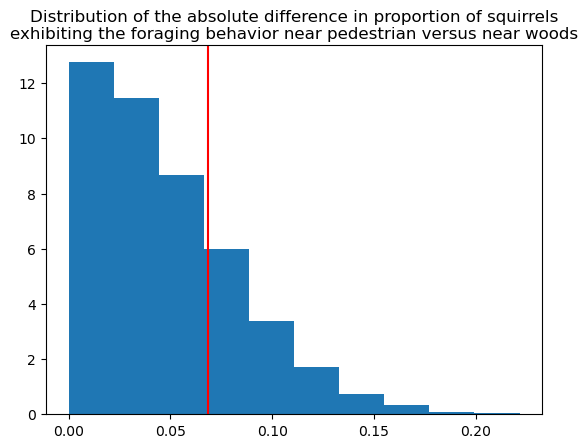 Distribution of the absolute difference in proportion of squirrels
exhibiting the foraging behavior near pedestrian versus near woods
12
10
8
6
4
2
0
0.00 0.05 0.10 0.15 0.20